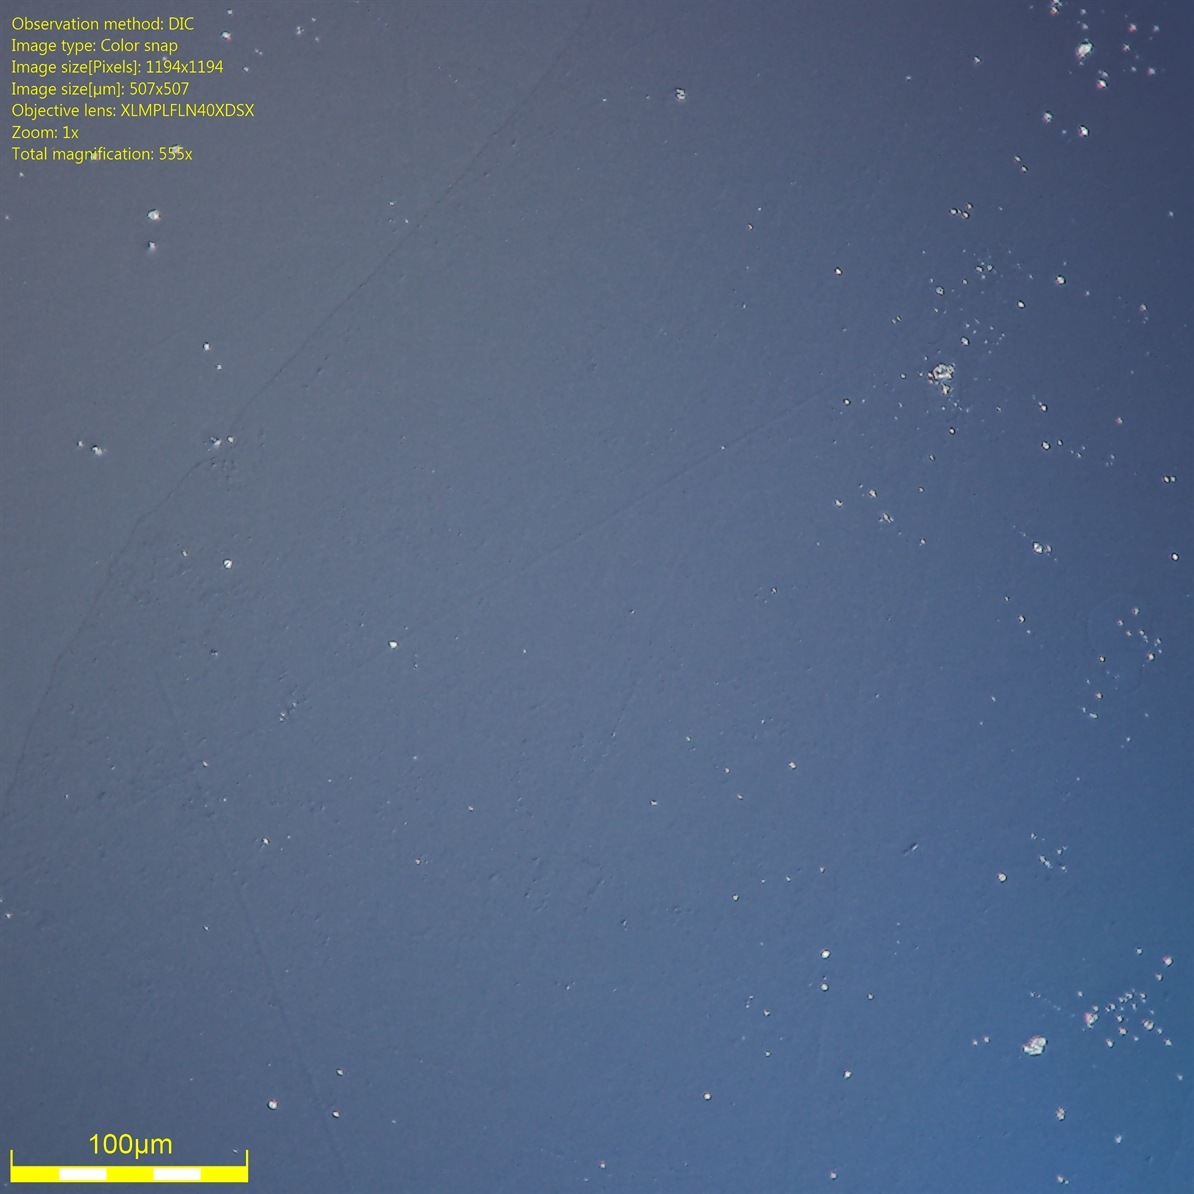 Observation method: DIC
Image type: Color snap
Image size[Pixels]: 1194x1194
Image size[µm]: 507x507
Objective lens: XLMPLFLN40XDSX
Zoom: 1x
Total magnification: 555x
100µm